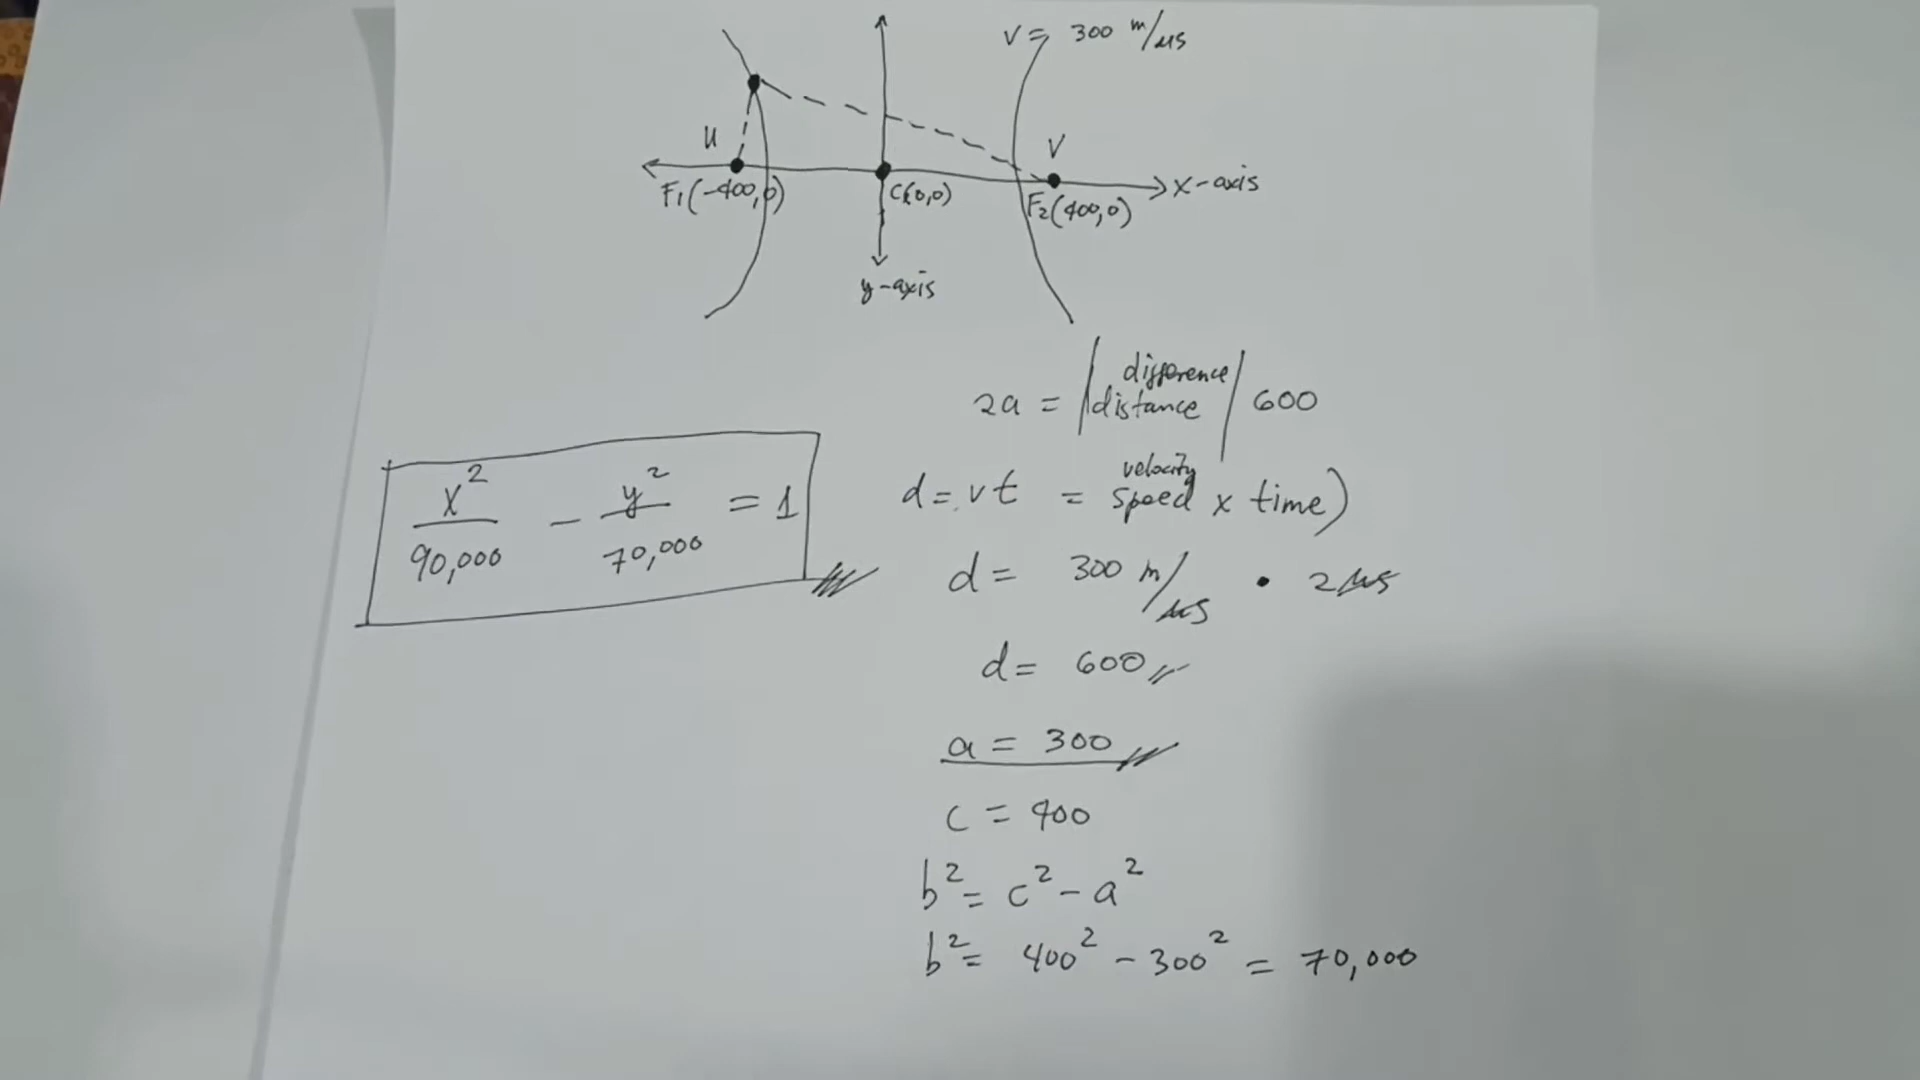 V = 300 m/μs
U
V
F₁(-400,0)
C(0,0)
F₂(400,0)
x-axis
y-axis
2a = |difference distance| 600
x²/90,000 - y²/70,000 = 1
d = vt = velocity speed x time)
d = 300 m/μs • 2μs
d = 600
a = 300
c = 400
b² = c² - a²
b² = 400² - 300² = 70,000